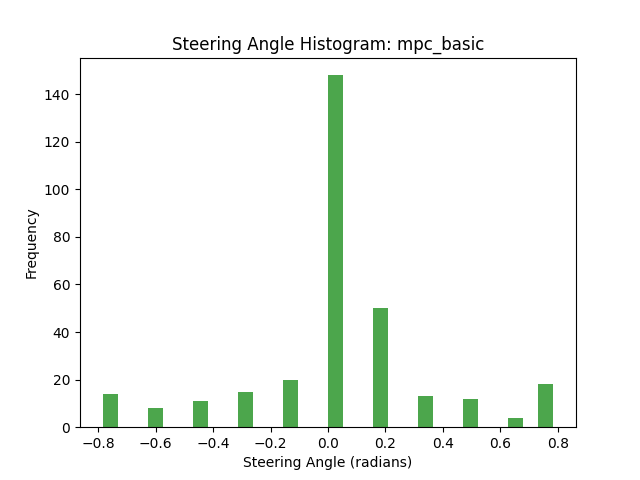 Steering Angle Histogram: mpc_basic
140
120
100
80
60
40
20
0
Frequency
−0.8 −0.6 −0.4 −0.2 0.0 0.2 0.4 0.6 0.8
Steering Angle (radians)